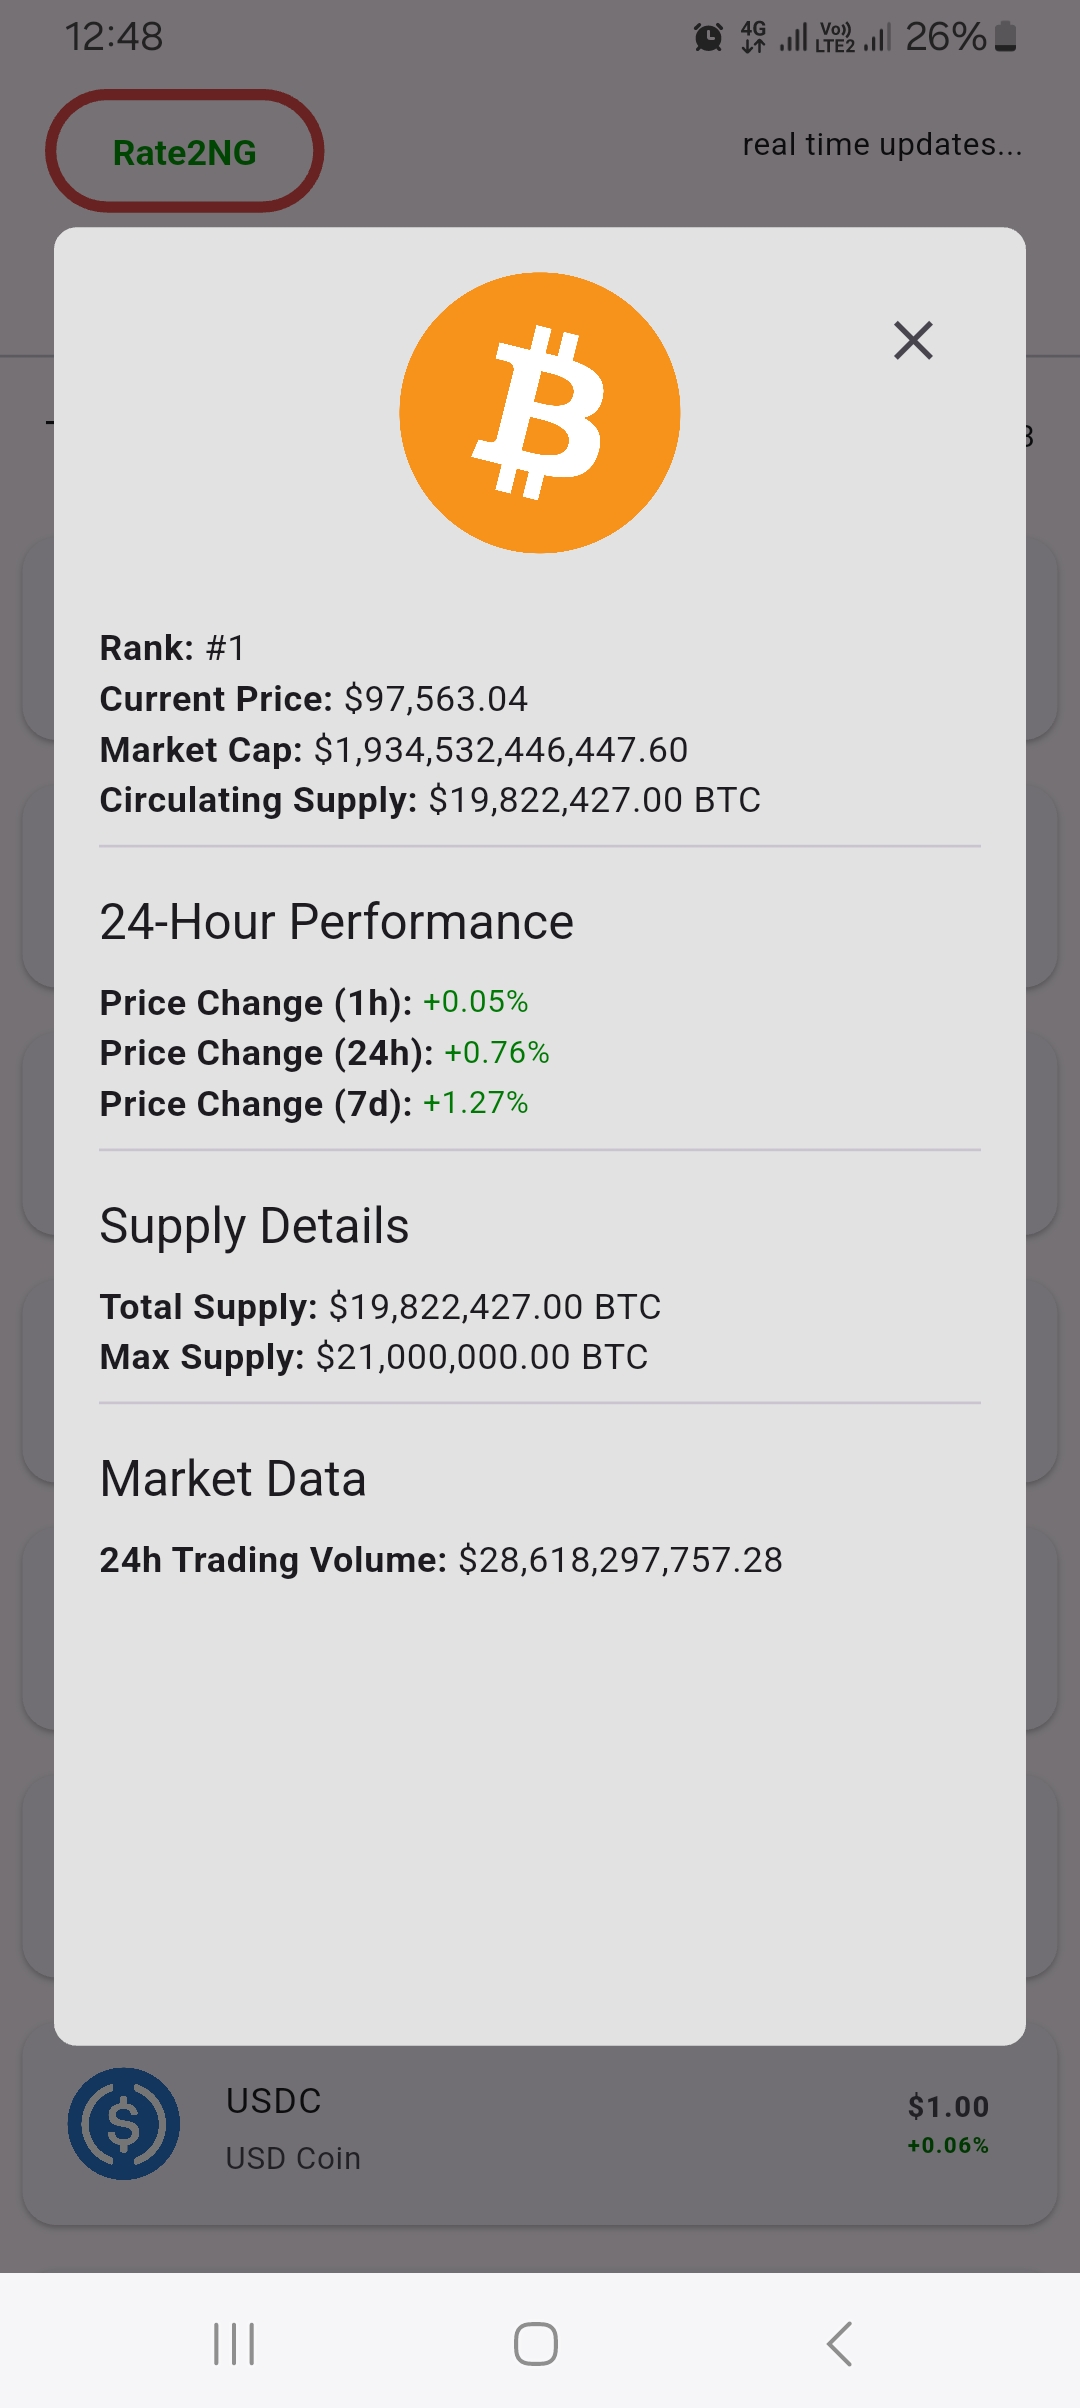 12:48
4G
Vo))
LTE2
26%
Rate2NG
real time updates...
Rank: #1
Current Price: $97,563.04
Market Cap: $1,934,532,446,447.60
Circulating Supply: $19,822,427.00 BTC
24-Hour Performance
Price Change (1h): +0.05%
Price Change (24h): +0.76%
Price Change (7d): +1.27%
Supply Details
Total Supply: $19,822,427.00 BTC
Max Supply: $21,000,000.00 BTC
Market Data
24h Trading Volume: $28,618,297,757.28
USDC
$1.00
USD Coin
+0.06%